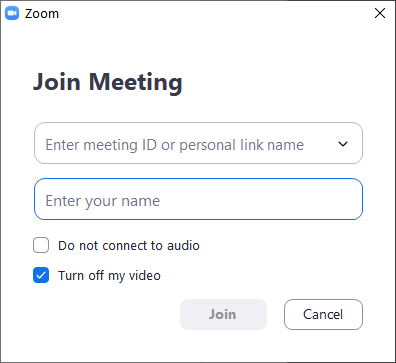 Zoom
Join Meeting
Enter meeting ID or personal link name
Enter your name
Do not connect to audio
Turn off my video
Join
Cancel